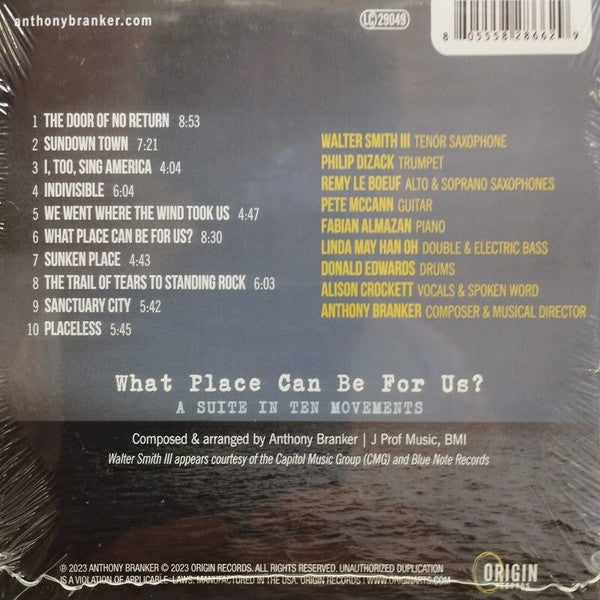 anthonybranker.com
LC 29049
8 05558 28662 9
1 THE DOOR OF NO RETURN 8:53
2 SUNDOWN TOWN 7:21
3 I, TOO, SING AMERICA 4:04
4 INDIVISIBLE 6:04
5 WE WENT WHERE THE WIND TOOK US 4:47
6 WHAT PLACE CAN BE FOR US? 8:30
7 SUNKEN PLACE 4:43
8 THE TRAIL OF TEARS TO STANDING ROCK 6:03
9 SANCTUARY CITY 5:42
10 PLACELESS 5:45
WALTER SMITH III TENOR SAXOPHONE
PHILIP DIZACK TRUMPET
REMY LE BOEUF ALTO & SOPRANO SAXOPHONES
PETE MCCANN GUITAR
FABIAN ALMAZAN PIANO
LINDA MAY HAN OH DOUBLE & ELECTRIC BASS
DONALD EDWARDS DRUMS
ALISON CROCKETT VOCALS & SPOKEN WORD
ANTHONY BRANKER COMPOSER & MUSICAL DIRECTOR
What Place Can Be For Us?
A SUITE IN TEN MOVEMENTS
Composed & arranged by Anthony Branker | J Prof Music, BMI
Walter Smith III appears courtesy of the Capitol Music Group (CMG) and Blue Note Records
℗ 2023 ANTHONY BRANKER © 2023 ORIGIN RECORDS. ALL RIGHTS RESERVED. UNAUTHORIZED DUPLICATION
IS A VIOLATION OF APPLICABLE LAWS. MANUFACTURED IN THE USA. ORIGIN RECORDS | WWW.ORIGINARTS.COM
ORIGIN
RECORDS